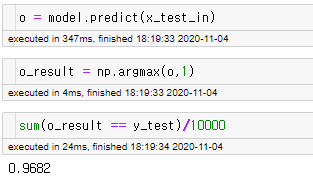 o = model.predict(x_test_in)
executed in 347ms, finished 18:19:33 2020-11-04
o_result = np.argmax(o,1)
executed in 4ms, finished 18:19:33 2020-11-04
sum(o_result == y_test)/10000
executed in 24ms, finished 18:19:34 2020-11-04
0.9682